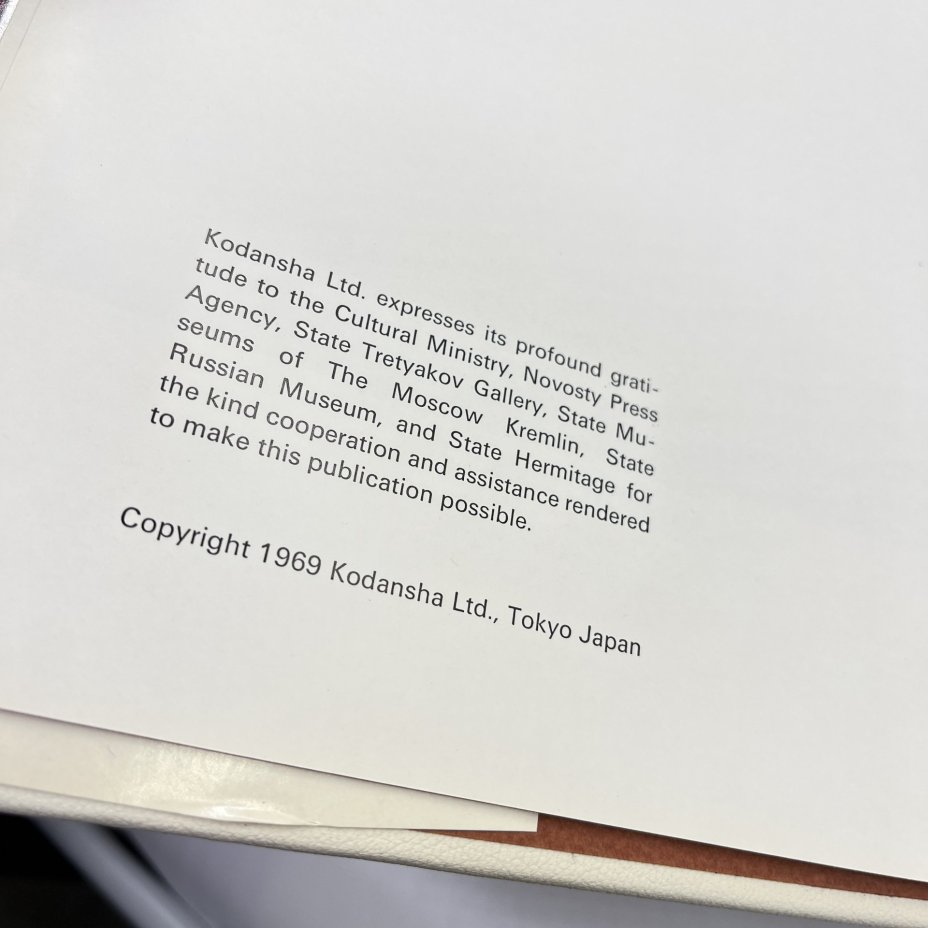 Kodansha Ltd. expresses its profound grati-
tude to the Cultural Ministry, Novosty Press
Agency, State Tretyakov Gallery, State Mu-
seums of The Moscow Kremlin, State
Russian Museum, and State Hermitage for
the kind cooperation and assistance rendered
to make this publication possible.
Copyright 1969 Kodansha Ltd., Tokyo Japan